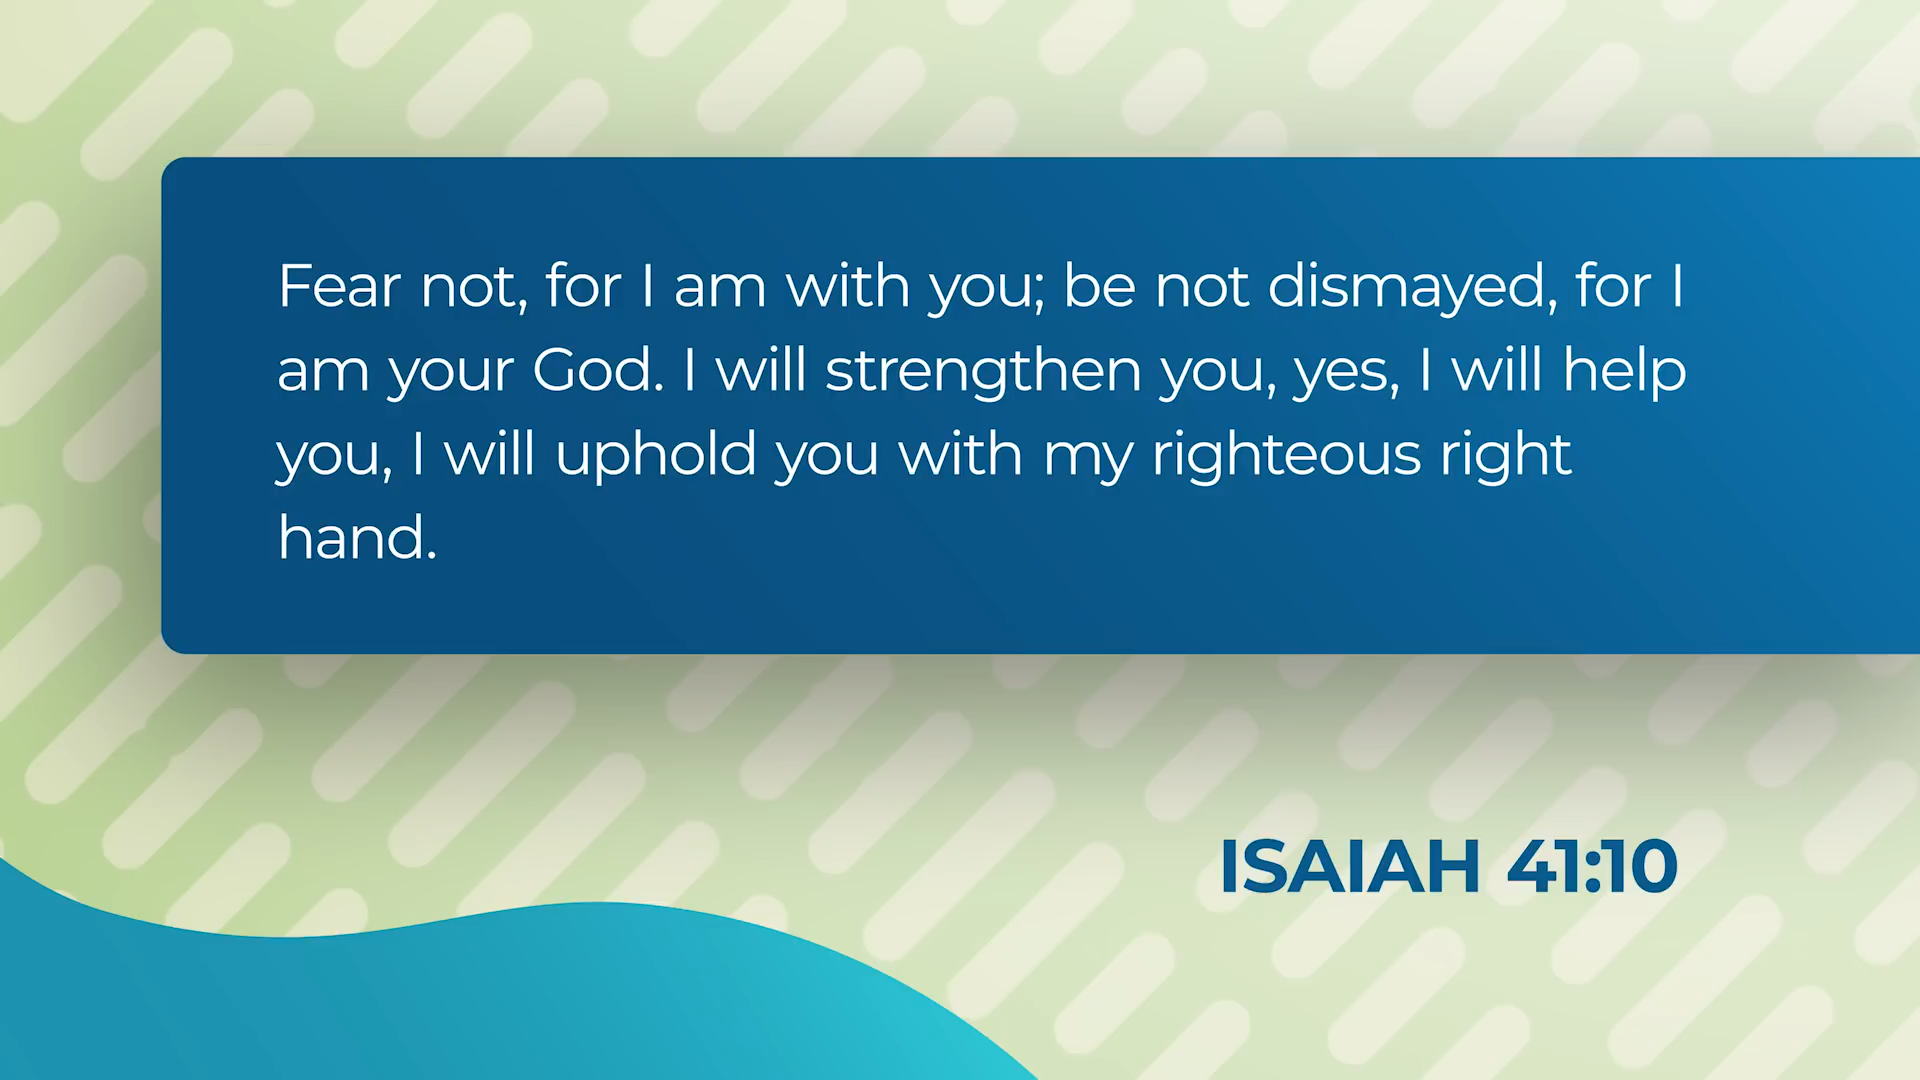 Fear not, for I am with you; be not dismayed, for I
am your God. I will strengthen you, yes, I will help
you, I will uphold you with my righteous right
hand.
ISAIAH 41:10